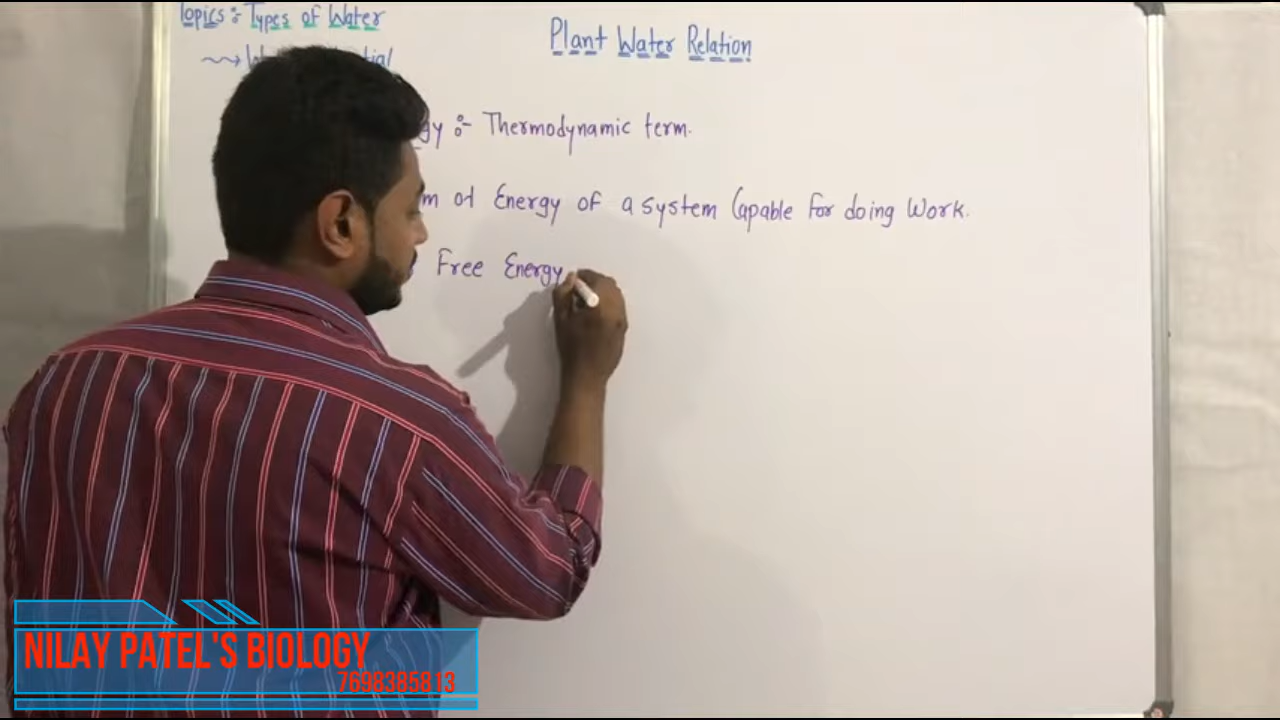 Topics :- Types of Water
Plant Water Relation
:- Thermodynamic term.
of Energy of a system Capable for doing Work.
Free Energy
NILAY PATEL'S BIOLOGY
7698385813